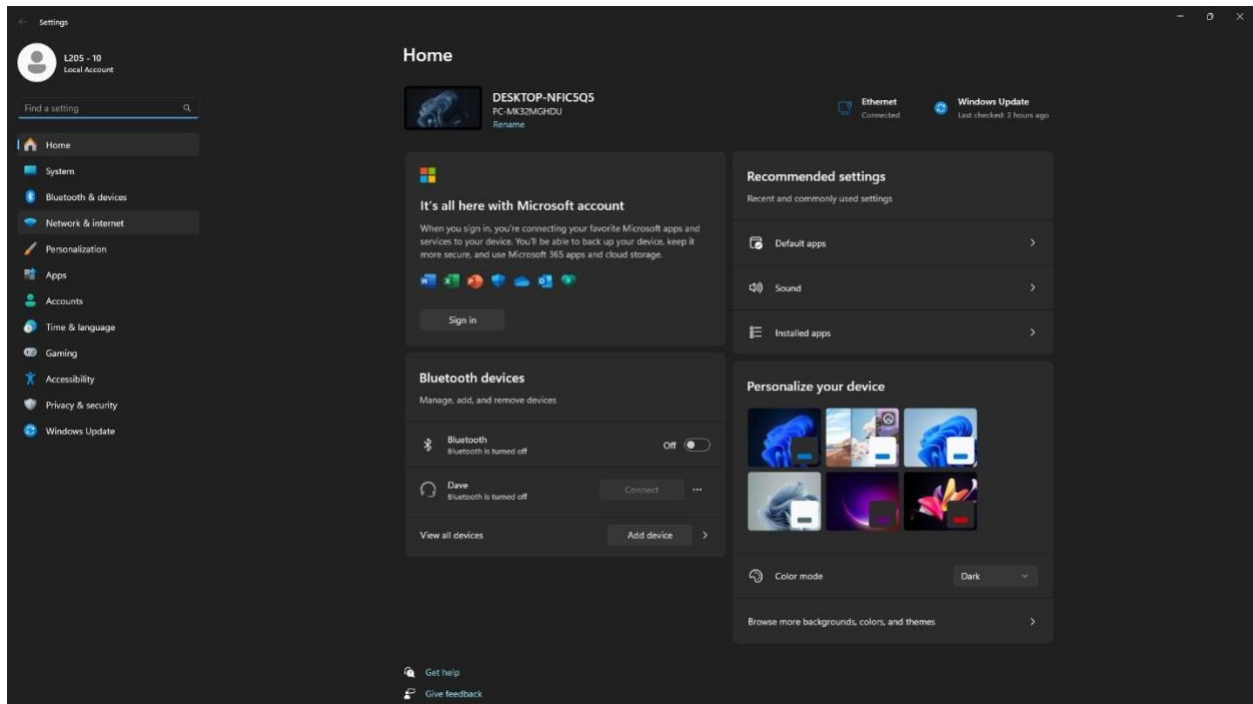 Settings
L205 - 10
Local Account
Find a setting
Home
System
Bluetooth & devices
Network & internet
Personalization
Apps
Accounts
Time & language
Gaming
Accessibility
Privacy & security
Windows Update
Home
DESKTOP-NFIC5Q5
PC-MK32MGHDU
Rename
Ethernet
Connected
Windows Update
Last checked: 2 hours ago
It's all here with Microsoft account
When you sign in, you're connecting your favorite Microsoft apps and
services to your device. You'll be able to back up your device, keep it
more secure, and use Microsoft 365 apps and cloud storage.
Sign in
Bluetooth devices
Manage, add, and remove devices
Bluetooth
Bluetooth is turned off
Off
Dave
Bluetooth is turned off
Connect
View all devices
Add device
Recommended settings
Recent and commonly used settings
Default apps
Sound
Installed apps
Personalize your device
Color mode
Dark
Browse more backgrounds, colors, and themes
Get help
Give feedback